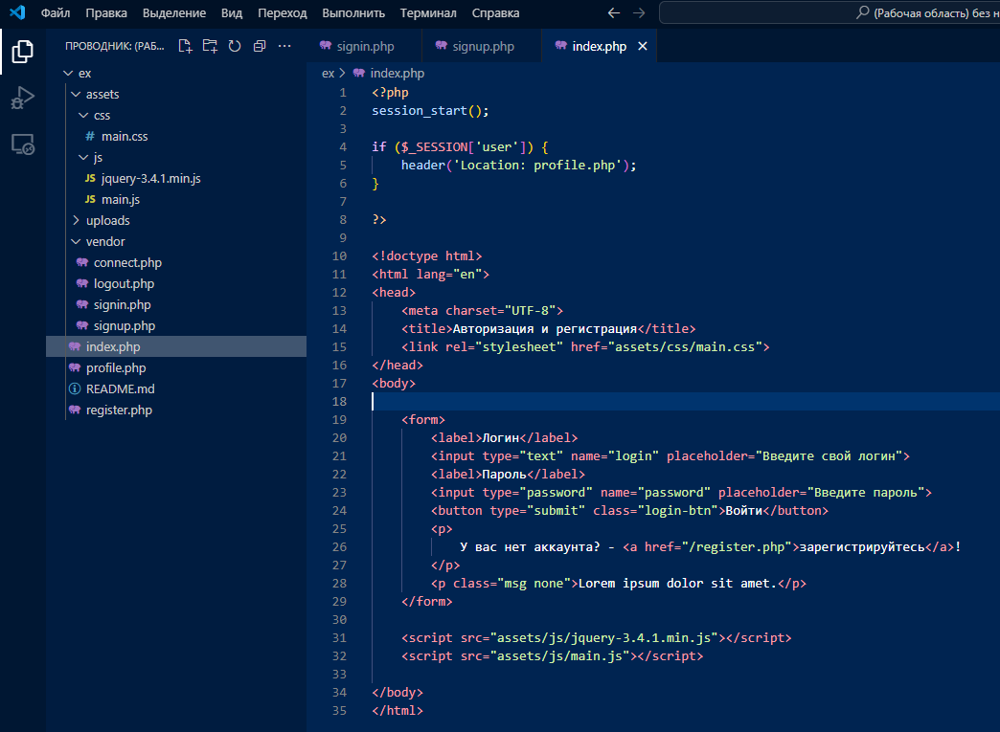 Файл Правка Выделение Вид Переход Выполнить Терминал Справка (Рабочая область) без н
ПРОВОДНИК: (РАБ...
ex
assets
css
# main.css
js
JS jquery-3.4.1.min.js
JS main.js
uploads
vendor
connect.php
logout.php
signin.php
signup.php
index.php
profile.php
README.md
register.php
signin.php signup.php index.php
ex > index.php
1 <?php
2 session_start();
3
4 if ($_SESSION['user']) {
5 header('Location: profile.php');
6 }
7
8 ?>
9
10 <!doctype html>
11 <html lang="en">
12 <head>
13 <meta charset="UTF-8">
14 <title>Авторизация и регистрация</title>
15 <link rel="stylesheet" href="assets/css/main.css">
16 </head>
17 <body>
18
19 <form>
20 <label>Логин</label>
21 <input type="text" name="login" placeholder="Введите свой логин">
22 <label>Пароль</label>
23 <input type="password" name="password" placeholder="Введите пароль">
24 <button type="submit" class="login-btn">Войти</button>
25 <p>
26 У вас нет аккаунта? - <a href="/register.php">зарегистрируйтесь</a>!
27 </p>
28 <p class="msg none">Lorem ipsum dolor sit amet.</p>
29 </form>
30
31 <script src="assets/js/jquery-3.4.1.min.js"></script>
32 <script src="assets/js/main.js"></script>
33
34 </body>
35 </html>